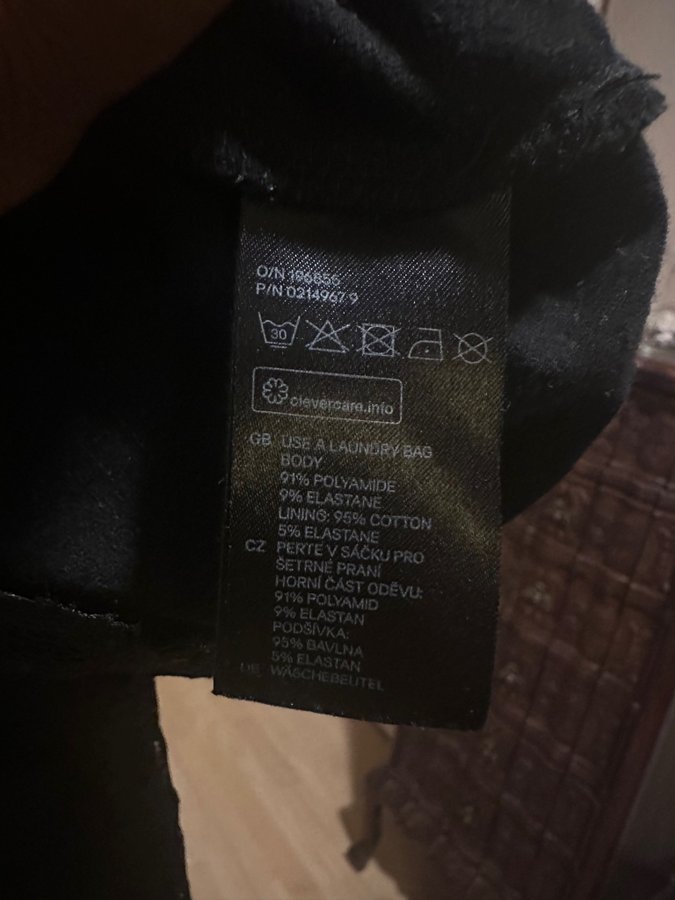 O/N 196855
P/N 0214967 9
30
clevercare.info
GB USE A LAUNDRY BAG
BODY
91% POLYAMIDE
9% ELASTANE
LINING: 95% COTTON
5% ELASTANE
CZ PERTE V SÁČKU PRO
ŠETRNÉ PRANÍ
HORNÍ ČÁST ODĚVU:
91% POLYAMID
9% ELASTAN
PODŠÍVKA:
95% BAVLNA
5% ELASTAN
DE WÄSCHEBEUTEL